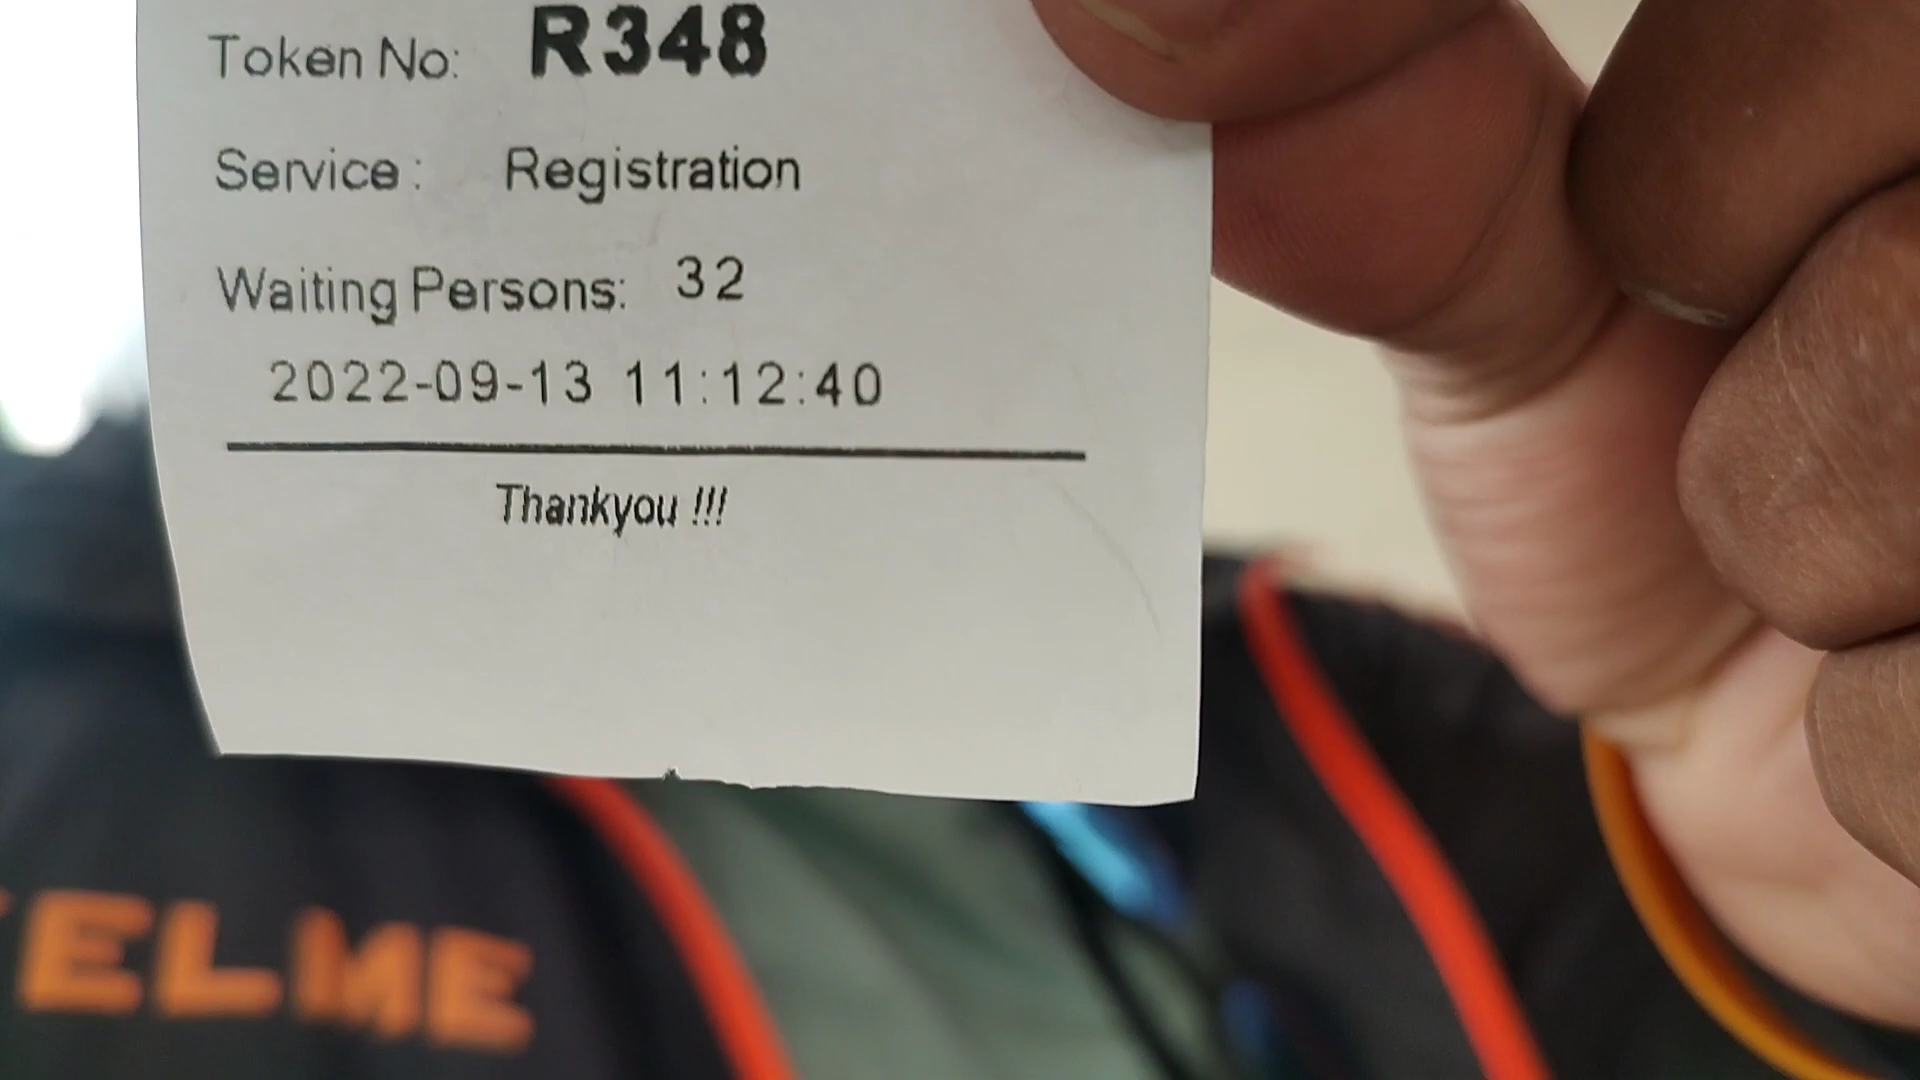 Token No: R348
Service : Registration
Waiting Persons: 32
2022-09-13 11:12:40
Thankyou !!!
ELME